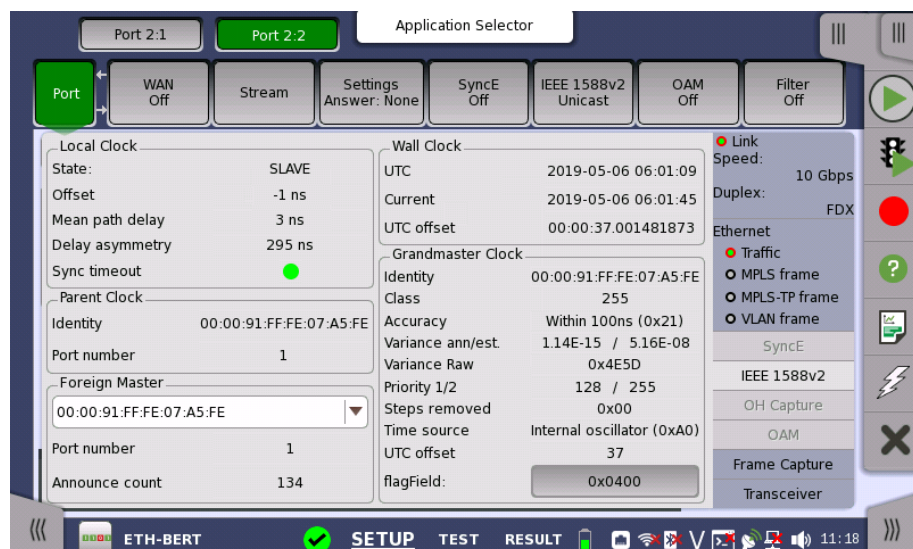 Port 2:1
Port 2:2
Application Selector
Port
WAN
Off
Stream
Settings
Answer: None
SyncE
Off
IEEE 1588v2
Unicast
OAM
Off
Filter
Off
Local Clock
State: SLAVE
Offset -1 ns
Mean path delay 3 ns
Delay asymmetry 295 ns
Sync timeout
Parent Clock
Identity 00:00:91:FF:FE:07:A5:FE
Port number 1
Foreign Master
00:00:91:FF:FE:07:A5:FE
Port number 1
Announce count 134
Wall Clock
UTC 2019-05-06 06:01:09
Current 2019-05-06 06:01:45
UTC offset 00:00:37.001481873
Grandmaster Clock
Identity 00:00:91:FF:FE:07:A5:FE
Class 255
Accuracy Within 100ns (0x21)
Variance ann/est. 1.14E-15 / 5.16E-08
Variance Raw 0x4E5D
Priority 1/2 128 / 255
Steps removed 0x00
Time source Internal oscillator (0xA0)
UTC offset 37
flagField: 0x0400
Link
Speed:
10 Gbps
Duplex:
FDX
Ethernet
Traffic
MPLS frame
MPLS-TP frame
VLAN frame
SyncE
IEEE 1588v2
OH Capture
OAM
Frame Capture
Transceiver
ETH-BERT SETUP TEST RESULT 11:18